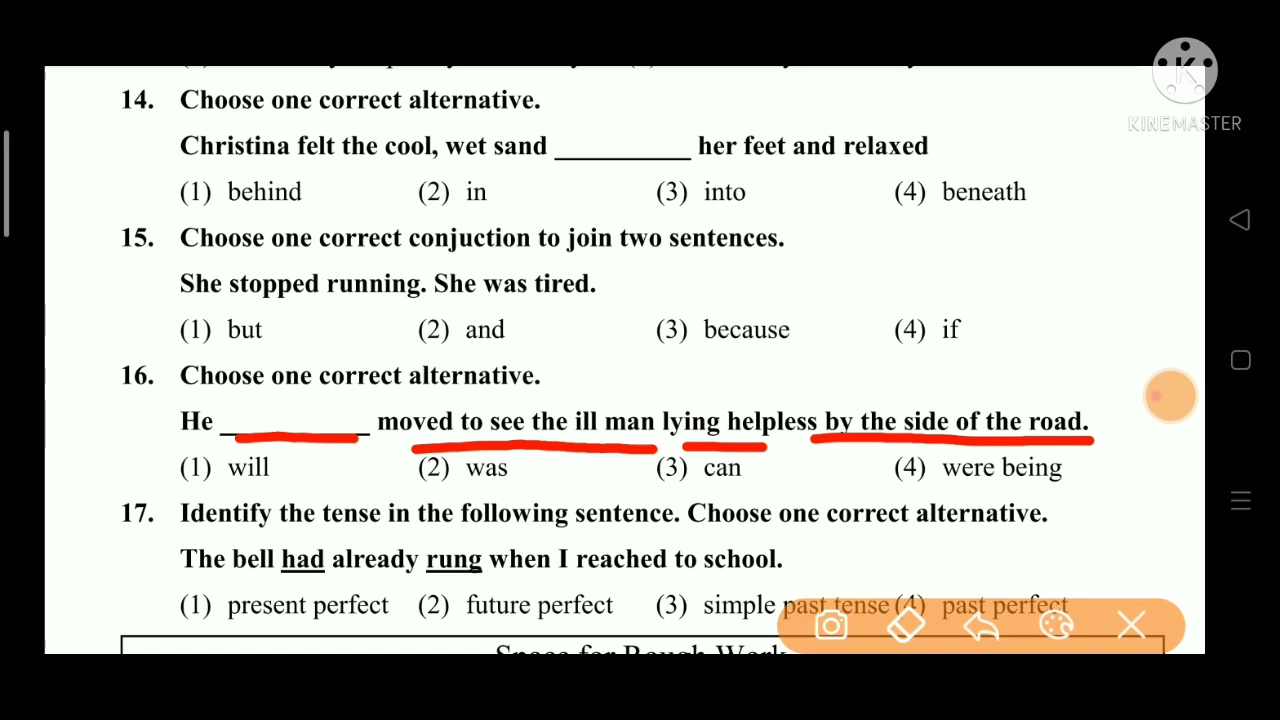 14. Choose one correct alternative.
Christina felt the cool, wet sand __________ her feet and relaxed
(1) behind (2) in (3) into (4) beneath
15. Choose one correct conjuction to join two sentences.
She stopped running. She was tired.
(1) but (2) and (3) because (4) if
16. Choose one correct alternative.
He ___________ moved to see the ill man lying helpless by the side of the road.
(1) will (2) was (3) can (4) were being
17. Identify the tense in the following sentence. Choose one correct alternative.
The bell had already rung when I reached to school.
(1) present perfect (2) future perfect (3) simple past tense (4) past perfect
Space for Rough Work
K
KINEMASTER